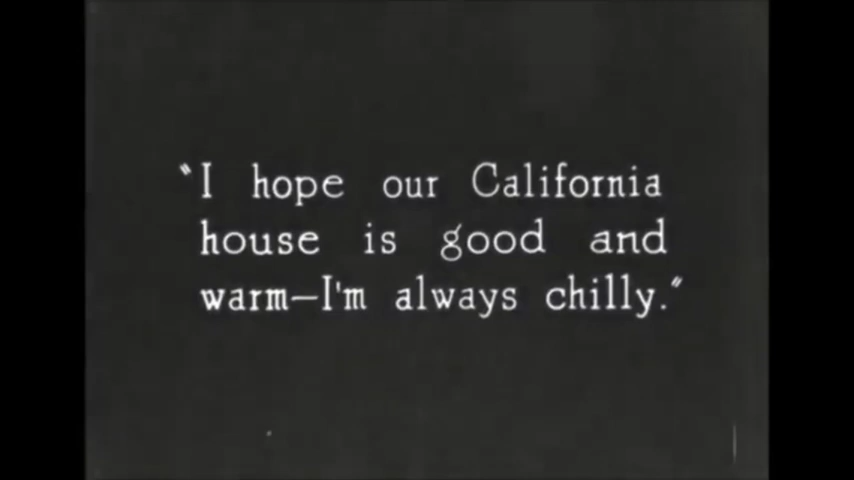 "I hope our California
house is good and
warm—I'm always chilly."